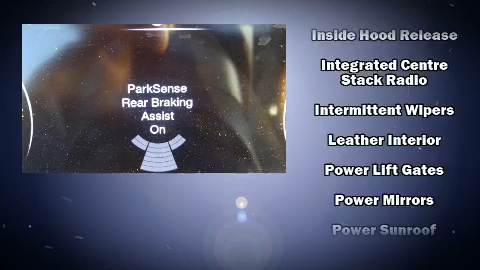 ParkSense
Rear Braking
Assist
On
Inside Hood Release
Integrated Centre
Stack Radio
Intermittent Wipers
Leather Interior
Power Lift Gates
Power Mirrors
Power Sunroof